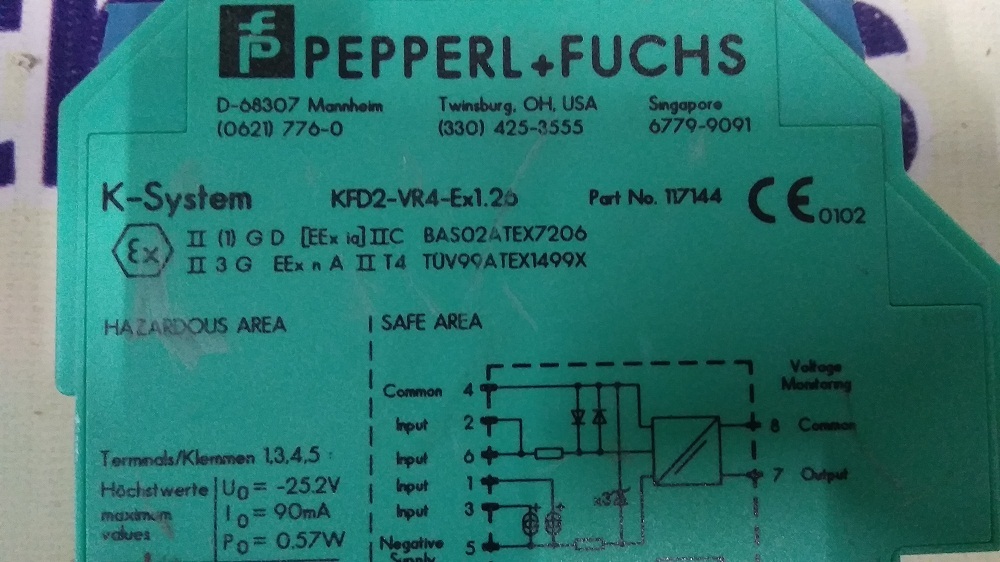 PEPPERL+FUCHS
D-68307 Mannheim Twinsburg, OH, USA Singapore
(0621) 776-0 (330) 425-3555 6779-9091
K-System KFD2-VR4-Ex1.26 Part No. 117144 CE 0102
Ex II (1) G D [EEx ia] IIC BAS02ATEX7206
II 3 G EEx n A II T4 TÜV99ATEX1499X
HAZARDOUS AREA SAFE AREA
Voltage
Monitoring
Common 4
Input 2 8 Common
Terminals/Klemmen 1,3,4,5 Input 6
Input 1 7 Output
Höchstwerte U0 = -25.2V
maximum I0 = 90mA Input 3
values P0 = 0.57W
Negative 5
Supply